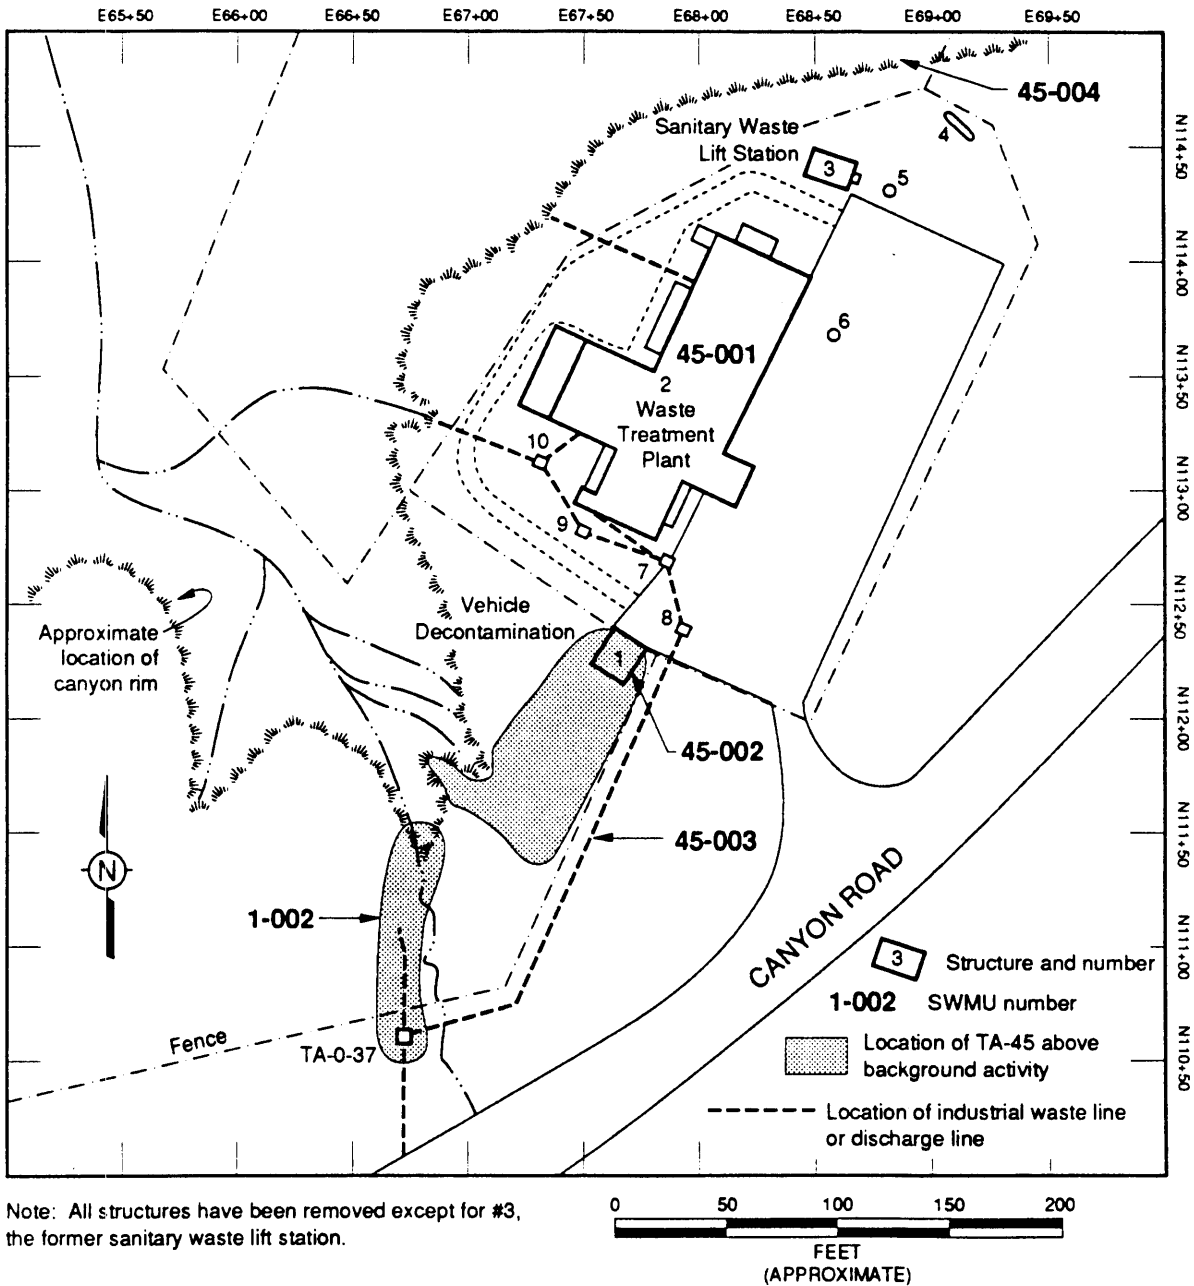 E65+50 E66+00 E66+50 E67+00 E67+50 E68+00 E68+50 E69+00 E69+50
45-004
Sanitary Waste
Lift Station
3
4
5
6
N114+50
N114+00
N113+50
N113+00
N112+50
N112+00
N111+50
N111+00
N110+50
45-001
2
Waste
Treatment
Plant
10
9
7
8
Vehicle
Decontamination
1
Approximate
location of
canyon rim
45-002
45-003
N
1-002
CANYON ROAD
Fence
TA-0-37
3 Structure and number
1-002 SWMU number
Location of TA-45 above
background activity
Location of industrial waste line
or discharge line
Note: All structures have been removed except for #3,
the former sanitary waste lift station.
0 50 100 150 200
FEET
(APPROXIMATE)